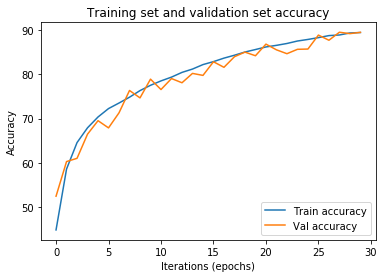 Training set and validation set accuracy
90
80
70
60
50
Accuracy
0
5
10
15
20
25
30
Iterations (epochs)
Train accuracy
Val accuracy